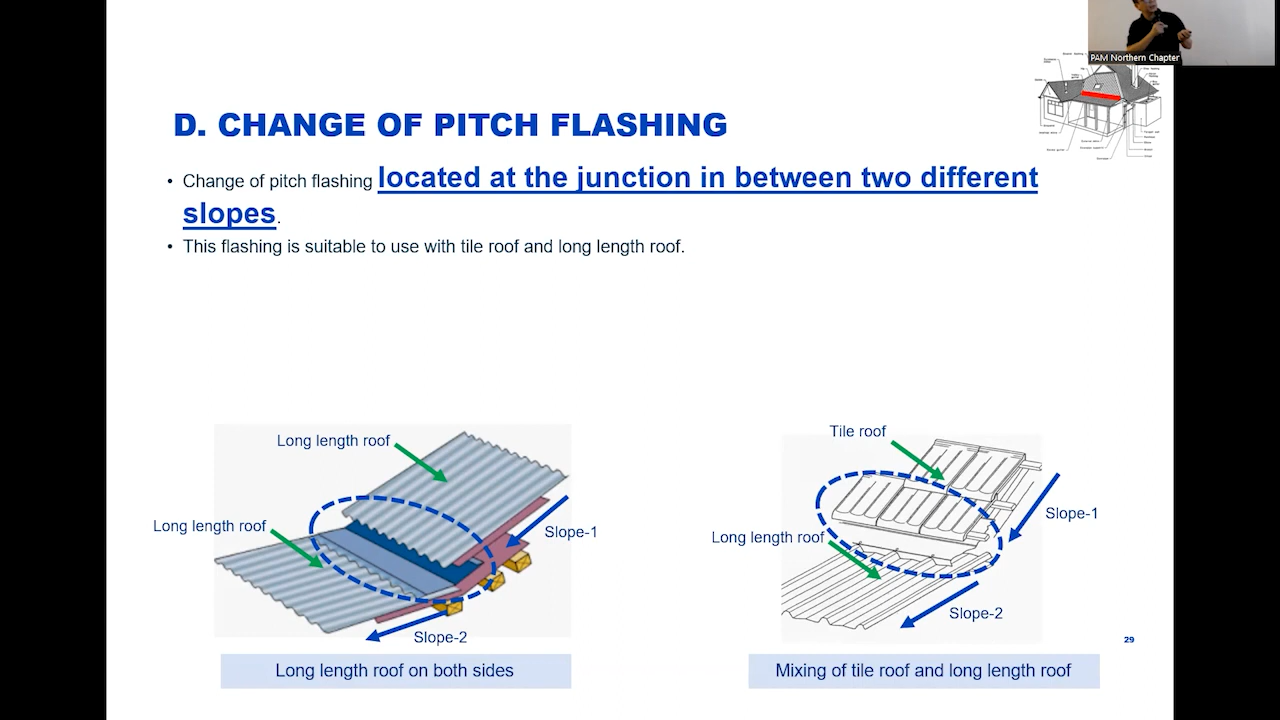 PAM Northern Chapter
D. CHANGE OF PITCH FLASHING
• Change of pitch flashing located at the junction in between two different
slopes.
• This flashing is suitable to use with tile roof and long length roof.
Long length roof
Long length roof
Slope-1
Slope-2
Long length roof on both sides
Tile roof
Long length roof
Slope-1
Slope-2
29
Mixing of tile roof and long length roof